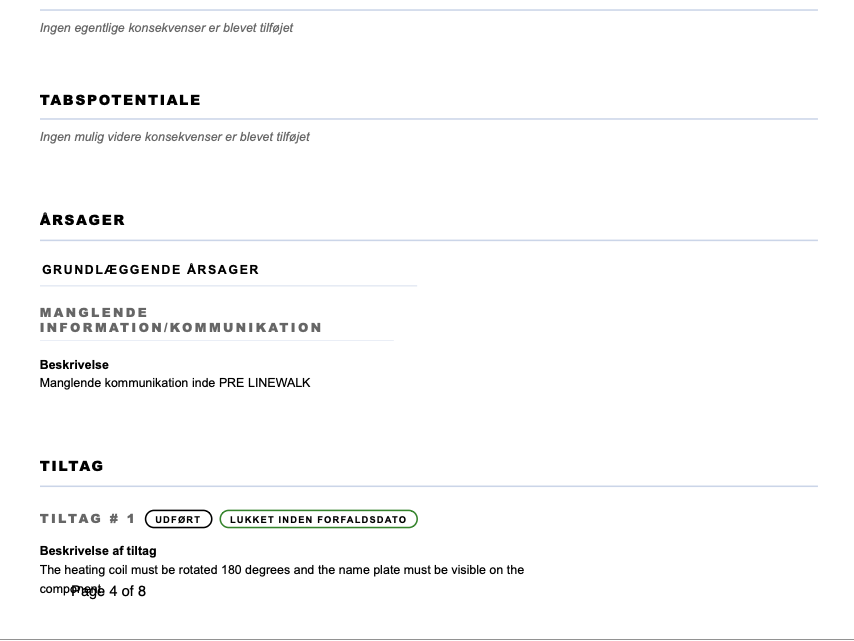 Ingen egentlige konsekvenser er blevet tilføjet
TABSPOTENTIALE
Ingen mulig videre konsekvenser er blevet tilføjet
ÅRSAGER
GRUNDLÆGGENDE ÅRSAGER
MANGLENDE
INFORMATION/KOMMUNIKATION
Beskrivelse
Manglende kommunikation inde PRE LINEWALK
TILTAG
TILTAG # 1 UDFØRT LUKKET INDEN FORFALDSDATO
Beskrivelse af tiltag
The heating coil must be rotated 180 degrees and the name plate must be visible on the
component.
Page 4 of 8